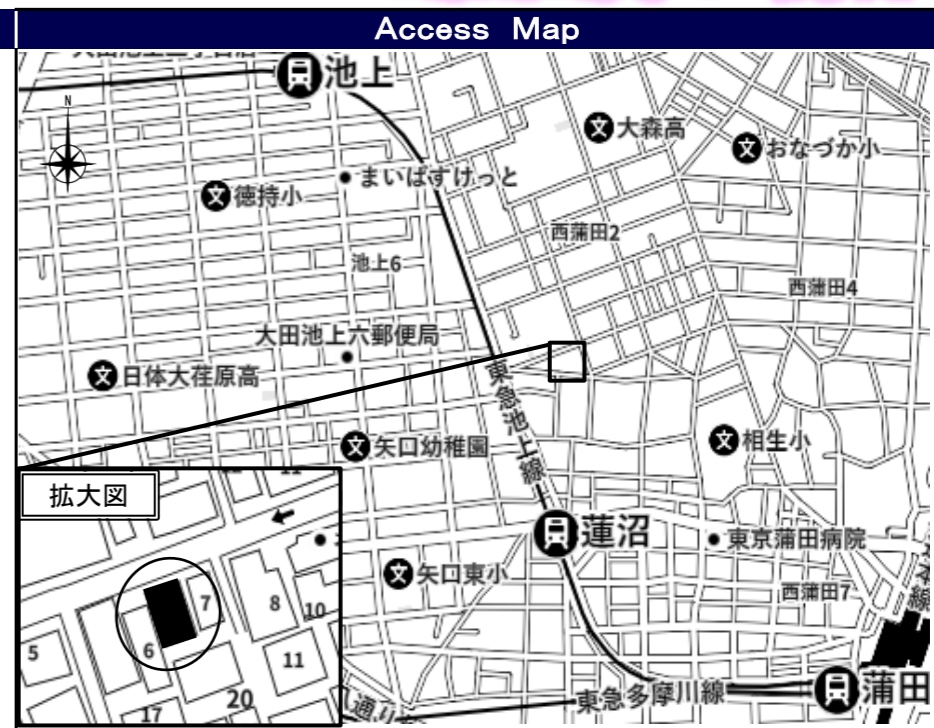 Access Map
池上
N
大森高
おなづか小
まいばすけっと
徳持小
西蒲田2
池上6
西蒲田4
大田池上六郵便局
日体大荏原高
東急池上線
相生小
矢口幼稚園
拡大図
蓮沼
東京蒲田病院
矢口東小
西蒲田7
線
7
8
10
6
5
11
20
17
通り
東急多摩川線
蒲田